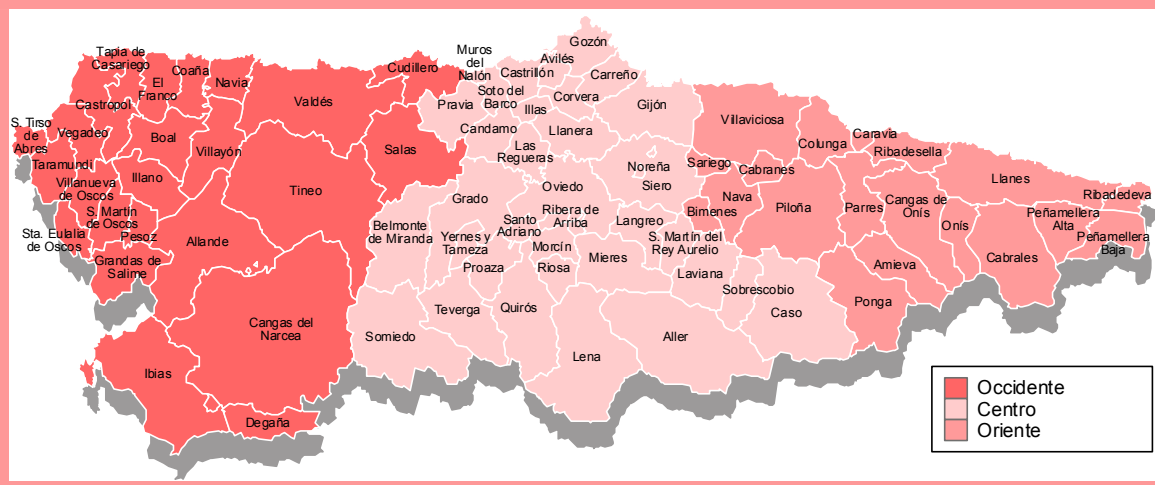 Gozón
Muros
del
Nalón
Avilés
Tapia de
Casariego
Coaña
El
Franco
Navia
Cudillero
Castrillón
Carreño
Valdés
Soto del
Barco
Corvera
Castropol
Pravia
Illas
Gijón
S. Tirso
de
Abres
Vegadeo
Boal
Candamo
Llanera
Villaviciosa
Caravia
Colunga
Ribadesella
Villayón
Salas
Las
Regueras
Noreña
Sariego
Cabranes
Taramundi
Illano
Villanueva
de Oscos
Tineo
Oviedo
Siero
Llanes
Ribadedeva
Grado
Nava
S. Martín
de Oscos
Santo
Adriano
Ribera de
Arriba
Langreo
Bimenes
Piloña
Parres
Cangas de
Onís
Onís
Peñamellera
Alta
Belmonte
de Miranda
Sta. Eulalia
de Oscos
Pesoz
Allande
Yernes y
Tameza
Morcín
S. Martín del
Rey Aurelio
Peñamellera
Baja
Grandas de
Salime
Proaza
Riosa
Mieres
Laviana
Amieva
Cabrales
Sobrescobio
Caso
Ponga
Teverga
Quirós
Cangas del
Narcea
Somiedo
Aller
Lena
Ibias
Degaña
Occidente
Centro
Oriente